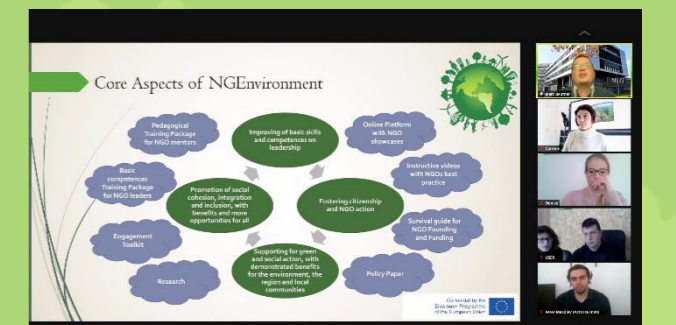 Core Aspects of NGEnvironment
Pedagogical
Training Package
for NGO mentors
Improving of basic skills
and competences on
leadership
Online Platform
with NGO
showcases
Basic
competences
Training Package
for NGO leaders
Instructive videos
with NGOs best
practice
Promotion of social
cohesion, integration
and inclusion, with
benefits and more
opportunities for all
Fostering citizenship
and NGO action
Engagement
Toolkit
Survival guide for
NGO Founding
and Funding
Research
Supporting for green
and social action, with
demonstrated benefits
for the environment, the
region and local
communities
Policy Paper
Co-funded by the
Erasmus+ Programme
of the European Union